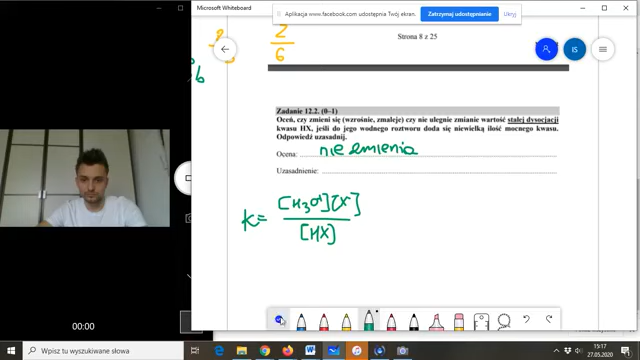 Microsoft Whiteboard
Aplikacja www.facebook.com udostępnia Twój ekran.
Zatrzymaj udostępnianie
Ukryj
2
6
Strona 8 z 25
IS
Zadanie 12.2. (0–1)
Oceń, czy zmieni się (wzrośnie, zmaleje) czy nie ulegnie zmianie wartość stałej dysocjacji
kwasu HX, jeśli do jego wodnego roztworu doda się niewielką ilość mocnego kwasu.
Odpowiedź uzasadnij.
Ocena: nie zmienia
Uzasadnienie:
K = [H₃O⁺][X⁻]
[HX]
00:00
Wpisz tu wyszukiwane słowa
15:17
27.05.2020